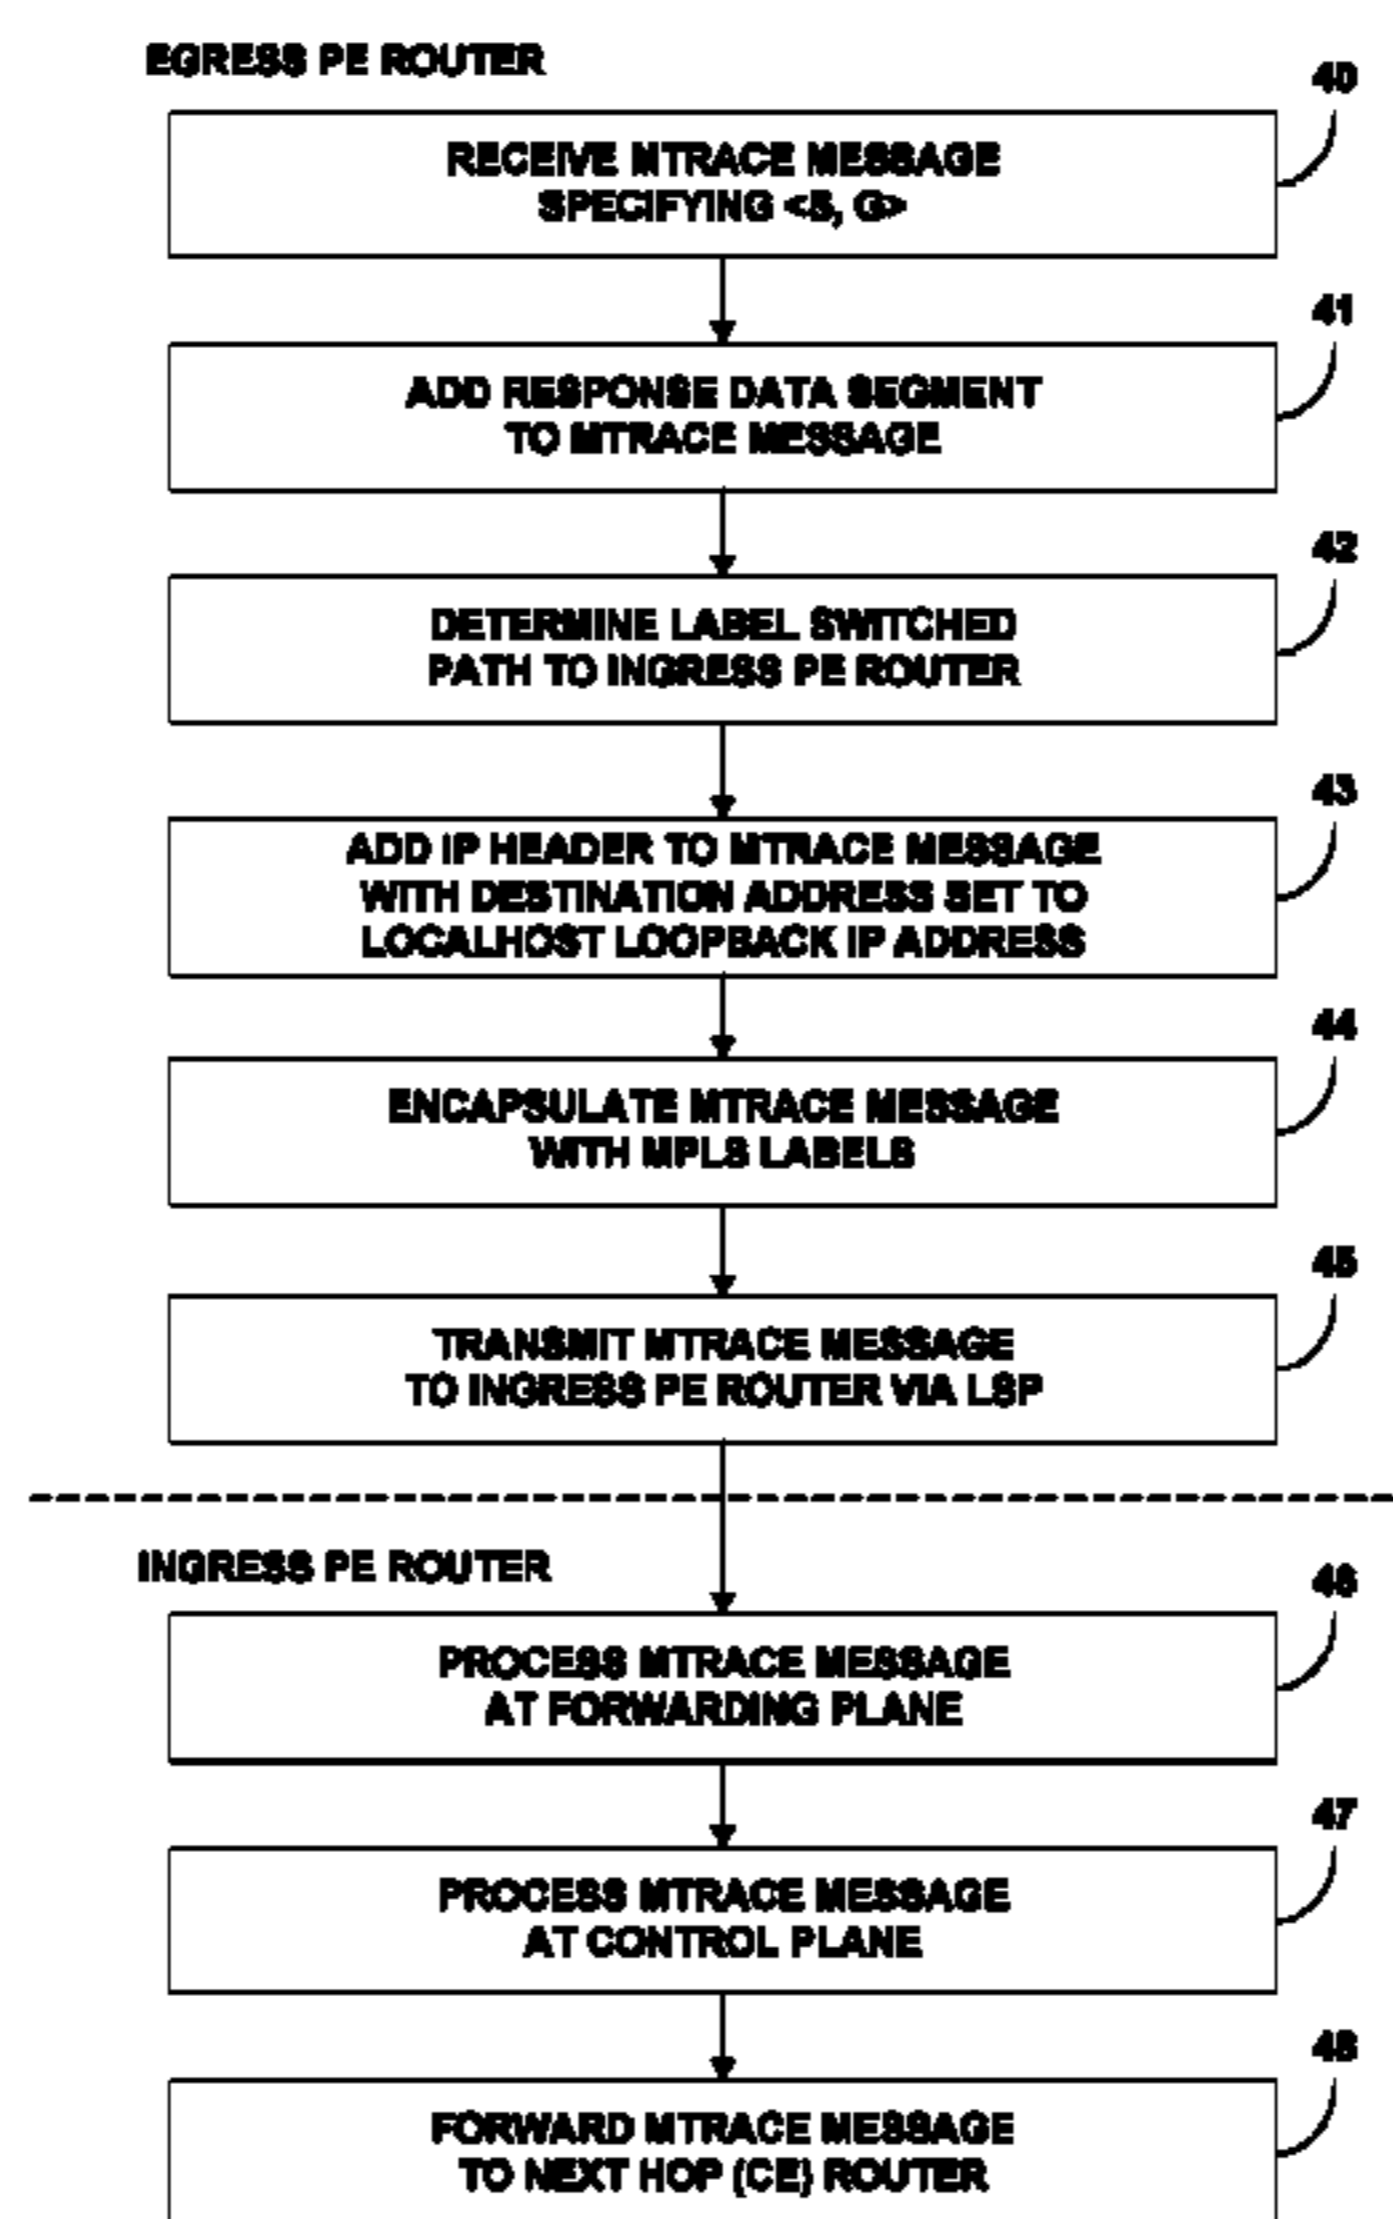 EGRESS PE ROUTER
40
RECEIVE MTRACE MESSAGE
SPECIFYING <S, G>
41
ADD RESPONSE DATA SEGMENT
TO MTRACE MESSAGE
42
DETERMINE LABEL SWITCHED
PATH TO INGRESS PE ROUTER
43
ADD IP HEADER TO MTRACE MESSAGE
WITH DESTINATION ADDRESS SET TO
LOCALHOST LOOPBACK IP ADDRESS
44
ENCAPSULATE MTRACE MESSAGE
WITH MPLS LABELS
45
TRANSMIT MTRACE MESSAGE
TO INGRESS PE ROUTER VIA LSP
INGRESS PE ROUTER
46
PROCESS MTRACE MESSAGE
AT FORWARDING PLANE
47
PROCESS MTRACE MESSAGE
AT CONTROL PLANE
48
FORWARD MTRACE MESSAGE
TO NEXT HOP (CE) ROUTER